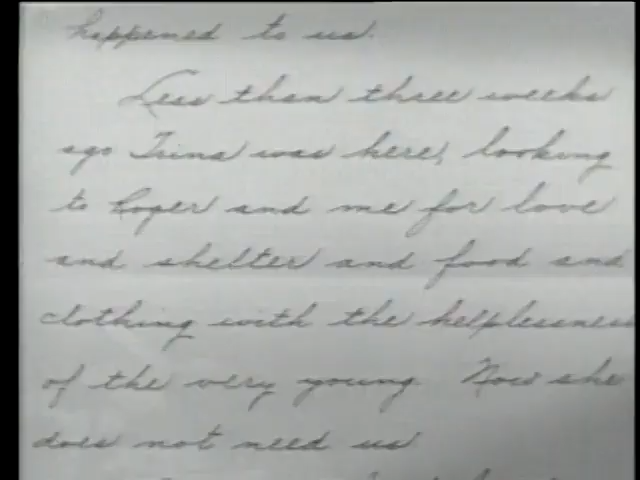 happened to us.
Less than three weeks
ago Trina was here, looking
to Roger and me for love
and shelter and food and
clothing with the helplessness
of the very young. Now she
does not need us.